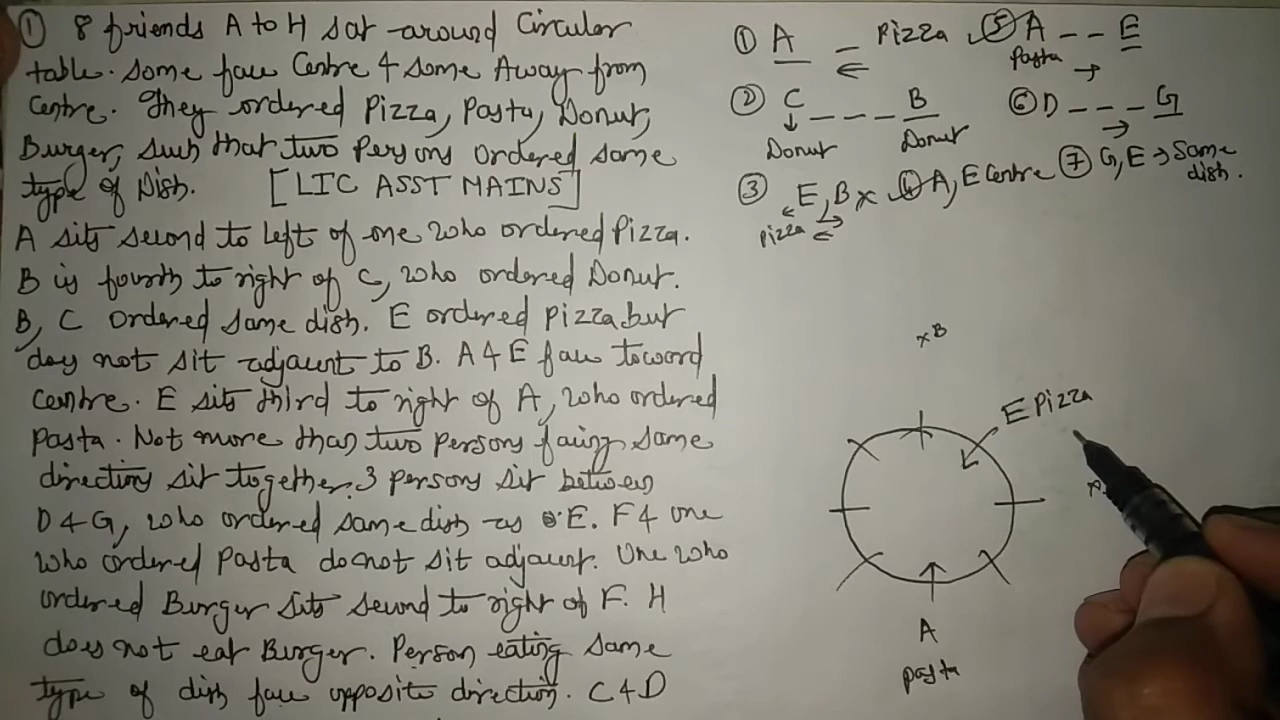 ① 8 friends A to H sat around Circular
table. Some face Centre & some Away from
Centre. They ordered Pizza, Pasta, Donut,
Burger, such that two Persons ordered same
type of Dish. [LIC ASST MAINS]
A sits second to left of one who ordered Pizza.
B is fourth to right of C, who ordered Donut.
B, C ordered same dish. E ordered Pizza but
does not sit adjacent to B. A & E face toward
centre. E sits third to right of A, who ordered
Pasta. Not more than two persons facing same
directions sit together. 3 persons sit between
D & G, who ordered same dish as E. F & one
who ordered Pasta do not sit adjacent. One who
ordered Burger sits second to right of F. H
does not eat Burger. Person eating same
type of dish face opposite direction. C & D
① A _ Pizza
② C _ _ _ B
Donut Donut
③ E, B x
Pizza
④ A, E Centre
⑤ A _ _ E
Pasta
⑥ D _ _ _ G
⑦ G, E → Same
dish.
x B
E Pizza
A
Pasta